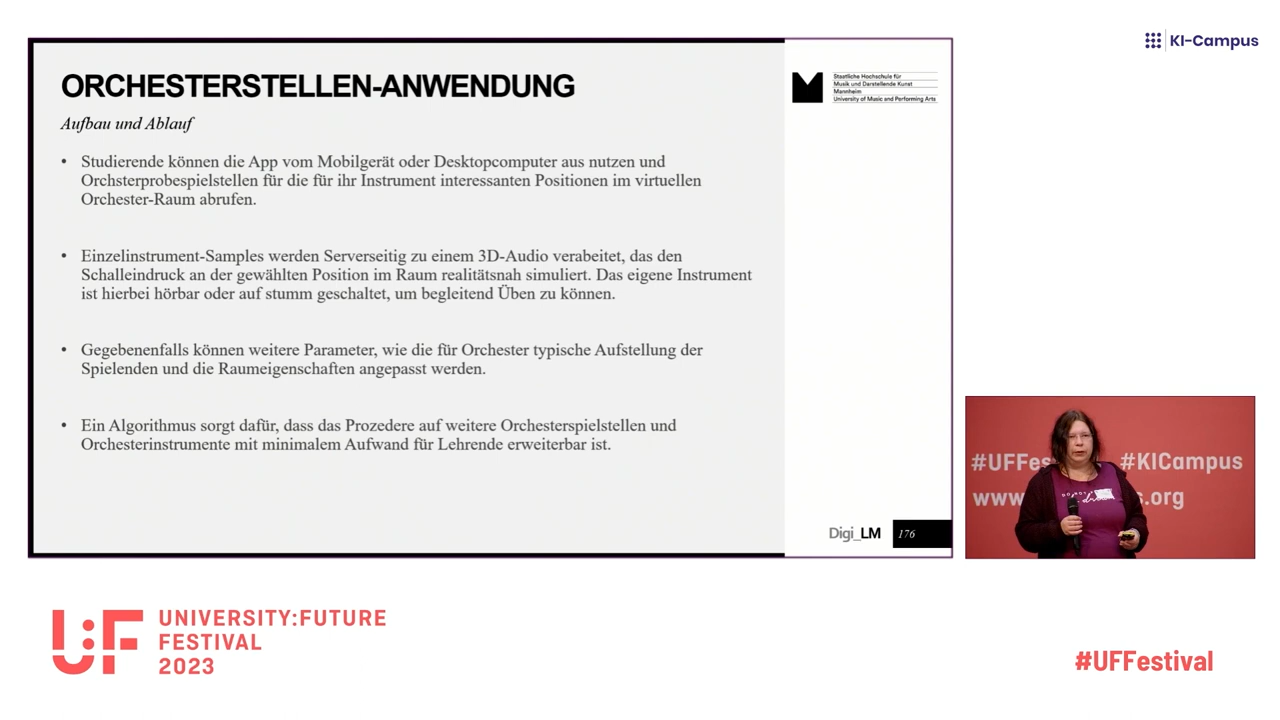 KI-Campus
ORCHESTERSTELLEN-ANWENDUNG
Aufbau und Ablauf
• Studierende können die App vom Mobilgerät oder Desktopcomputer aus nutzen und
Orchsterprobespielstellen für die für ihr Instrument interessanten Positionen im virtuellen
Orchester-Raum abrufen.
• Einzelinstrument-Samples werden Serverseitig zu einem 3D-Audio verabeitet, das den
Schalleindruck an der gewählten Position im Raum realitätsnah simuliert. Das eigene Instrument
ist hierbei hörbar oder auf stumm geschaltet, um begleitend Üben zu können.
• Gegebenenfalls können weitere Parameter, wie die für Orchester typische Aufstellung der
Spielenden und die Raumeigenschaften angepasst werden.
• Ein Algorithmus sorgt dafür, dass das Prozedere auf weitere Orchesterspielstellen und
Orchesterinstrumente mit minimalem Aufwand für Lehrende erweiterbar ist.
Staatliche Hochschule für
Musik und Darstellende Kunst
Mannheim
University of Music and Performing Arts
Digi_LM 176
#UFFes #KICampus
www. s.org
U:F
UNIVERSITY:FUTURE
FESTIVAL
2023
#UFFestival